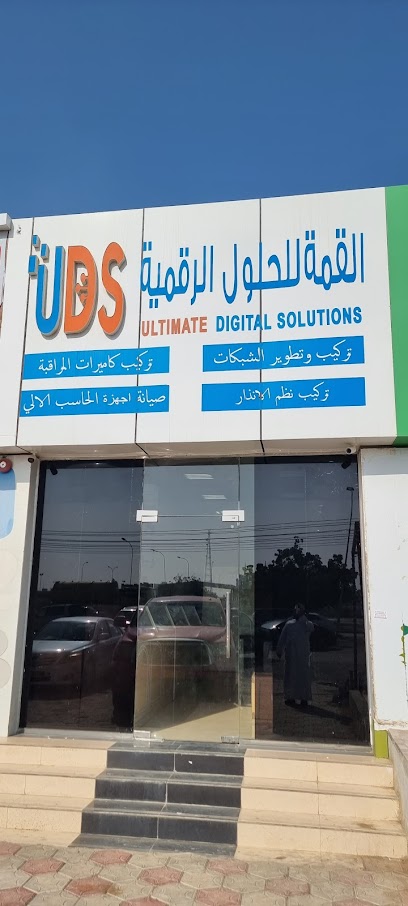 القمة للحلول الرقمية
UDS
ULTIMATE DIGITAL SOLUTIONS
تركيب وتطوير الشبكات
تركيب كاميرات المراقبة
تركيب نظم الانذار
صيانة اجهزة الحاسب الالي